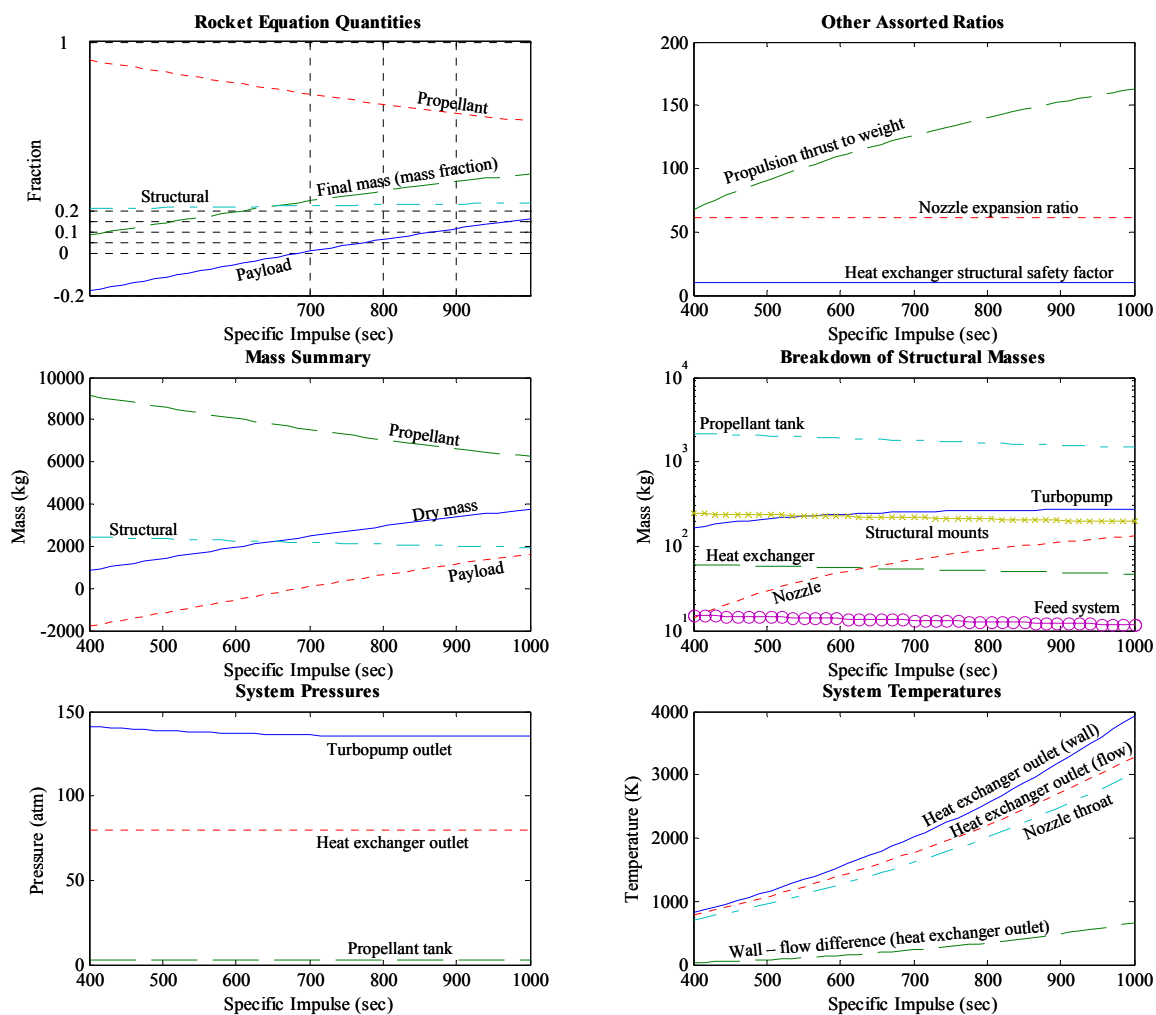 Rocket Equation Quantities
1
Propellant
Final mass (mass fraction)
Structural
Fraction
0.2
0.1
0
Payload
-0.2
700 800 900
Specific Impulse (sec)
Other Assorted Ratios
200
150
Propulsion thrust to weight
100
Nozzle expansion ratio
50
Heat exchanger structural safety factor
0
400 500 600 700 800 900 1000
Specific Impulse (sec)
Mass Summary
10000
8000
Propellant
6000
Mass (kg)
4000
Dry mass
Structural
2000
Payload
0
-2000
400 500 600 700 800 900 1000
Specific Impulse (sec)
Breakdown of Structural Masses
10^4
Propellant tank
10^3
Mass (kg)
Turbopump
Structural mounts
10^2
Heat exchanger
Nozzle
Feed system
10^1
400 500 600 700 800 900 1000
Specific Impulse (sec)
System Pressures
150
Turbopump outlet
100
Pressure (atm)
Heat exchanger outlet
50
Propellant tank
0
400 500 600 700 800 900 1000
Specific Impulse (sec)
System Temperatures
4000
Heat exchanger outlet (wall)
Heat exchanger outlet (flow)
3000
Nozzle throat
Temperature (K)
2000
1000
Wall – flow difference (heat exchanger outlet)
0
400 500 600 700 800 900 1000
Specific Impulse (sec)